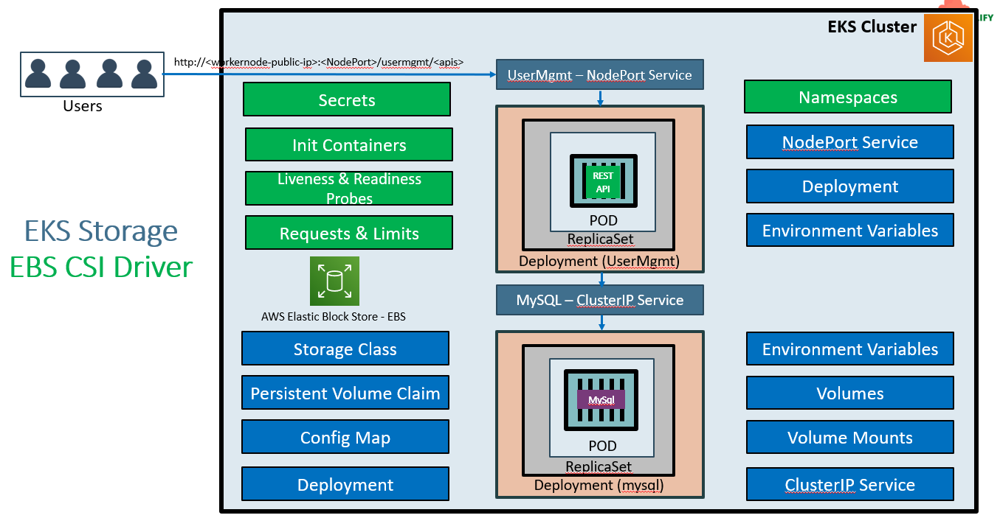 EKS Cluster
IFY
http://<workernode-public-ip>:<NodePort>/usermgmt/<apis>
Users
UserMgmt – NodePort Service
Secrets
Init Containers
Liveness & Readiness
Probes
Requests & Limits
AWS Elastic Block Store - EBS
Storage Class
Persistent Volume Claim
Config Map
Deployment
EKS Storage
EBS CSI Driver
REST
API
POD
ReplicaSet
Deployment (UserMgmt)
MySQL – ClusterIP Service
MySql
POD
ReplicaSet
Deployment (mysql)
Namespaces
NodePort Service
Deployment
Environment Variables
Environment Variables
Volumes
Volume Mounts
ClusterIP Service